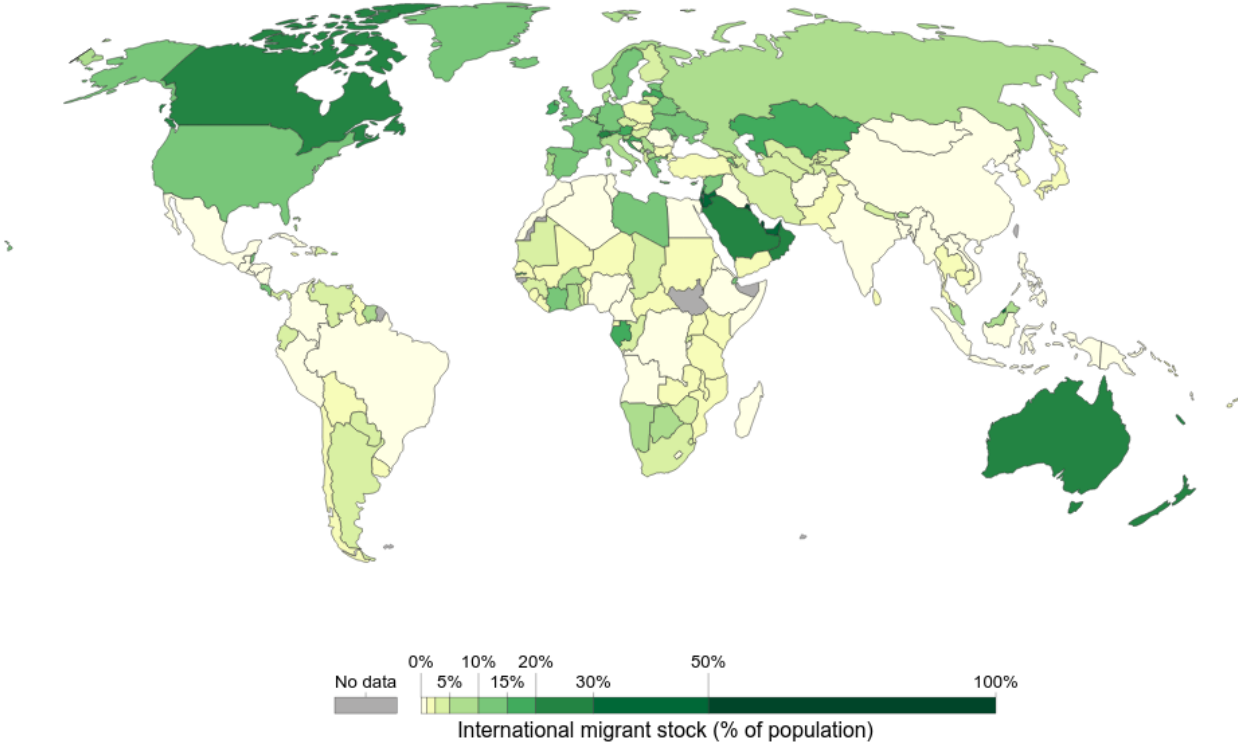 0% 10% 20% 50%
No data 5% 15% 30% 100%
International migrant stock (% of population)